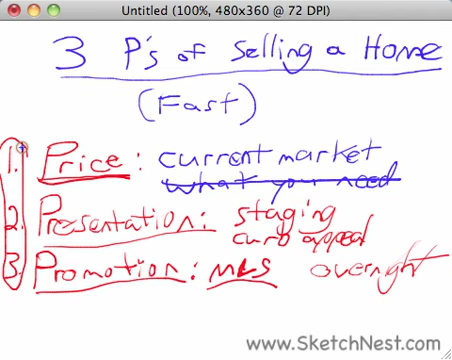 Untitled (100%, 480x360 @ 72 DPI)
3 P's of Selling a Home
(Fast)
1. Price: current market
what you need
2. Presentation: staging
curb appeal
3. Promotion: MLS overnight
www.SketchNest.com